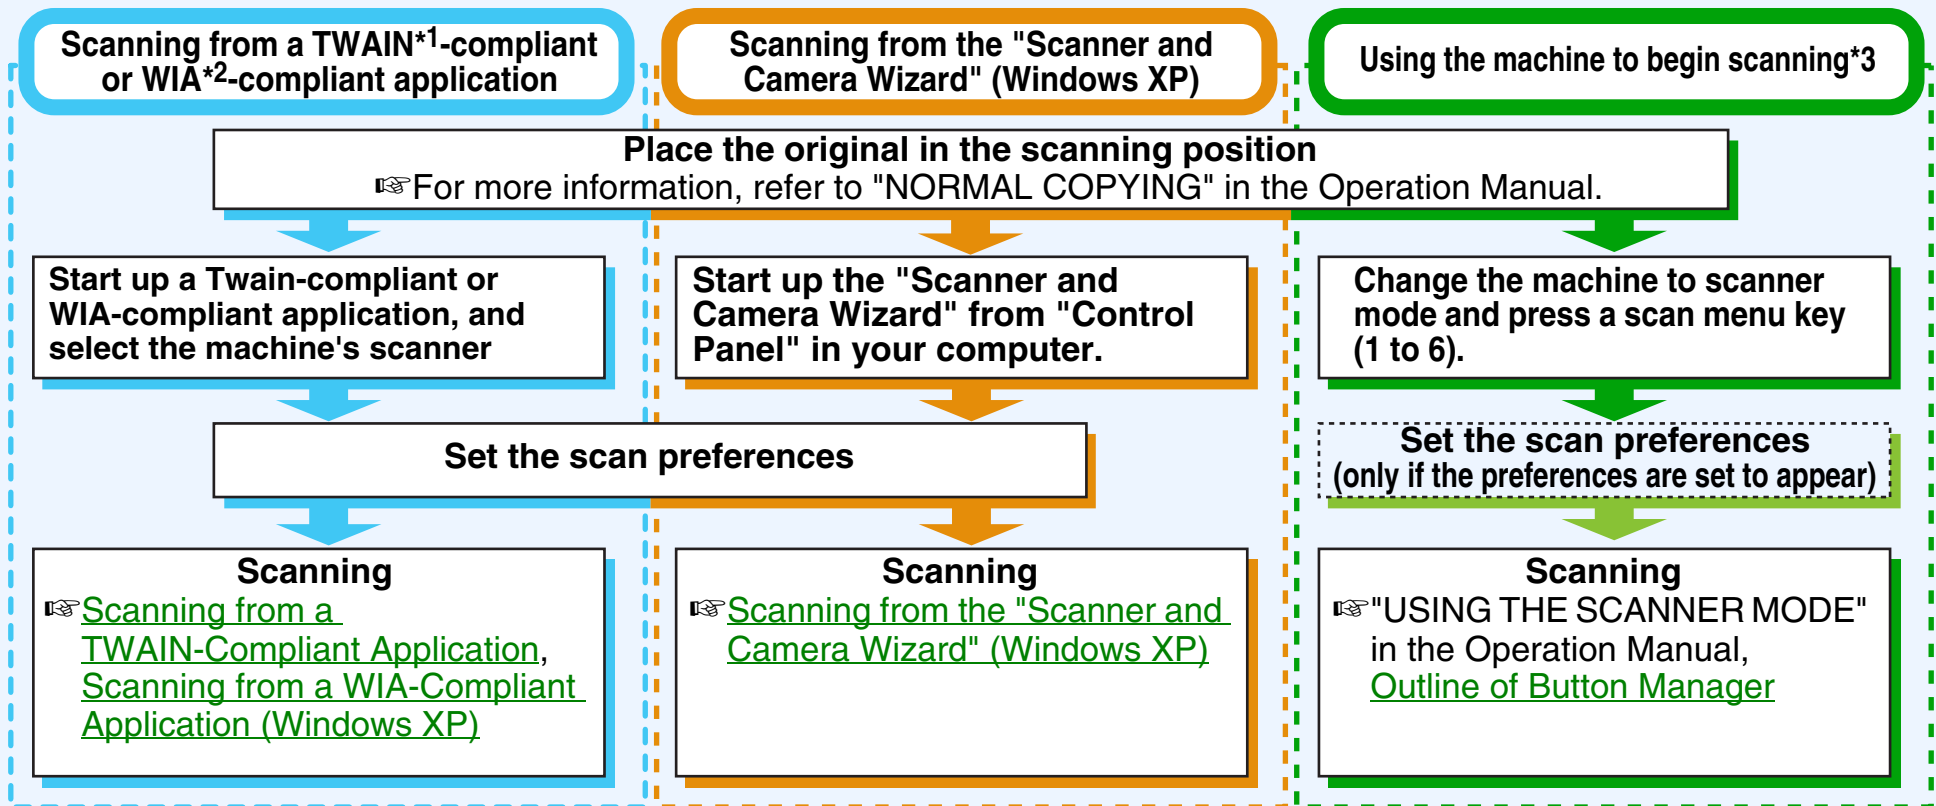 Scanning from a TWAIN*1-compliant
or WIA*2-compliant application
Scanning from the "Scanner and
Camera Wizard" (Windows XP)
Using the machine to begin scanning*3
Place the original in the scanning position
☞For more information, refer to "NORMAL COPYING" in the Operation Manual.
Start up a Twain-compliant or
WIA-compliant application, and
select the machine's scanner
Start up the "Scanner and
Camera Wizard" from "Control
Panel" in your computer.
Change the machine to scanner
mode and press a scan menu key
(1 to 6).
Set the scan preferences
Set the scan preferences
(only if the preferences are set to appear)
Scanning
☞Scanning from a
TWAIN-Compliant Application,
Scanning from a WIA-Compliant
Application (Windows XP)
Scanning
☞Scanning from the "Scanner and
Camera Wizard" (Windows XP)
Scanning
☞"USING THE SCANNER MODE"
in the Operation Manual,
Outline of Button Manager